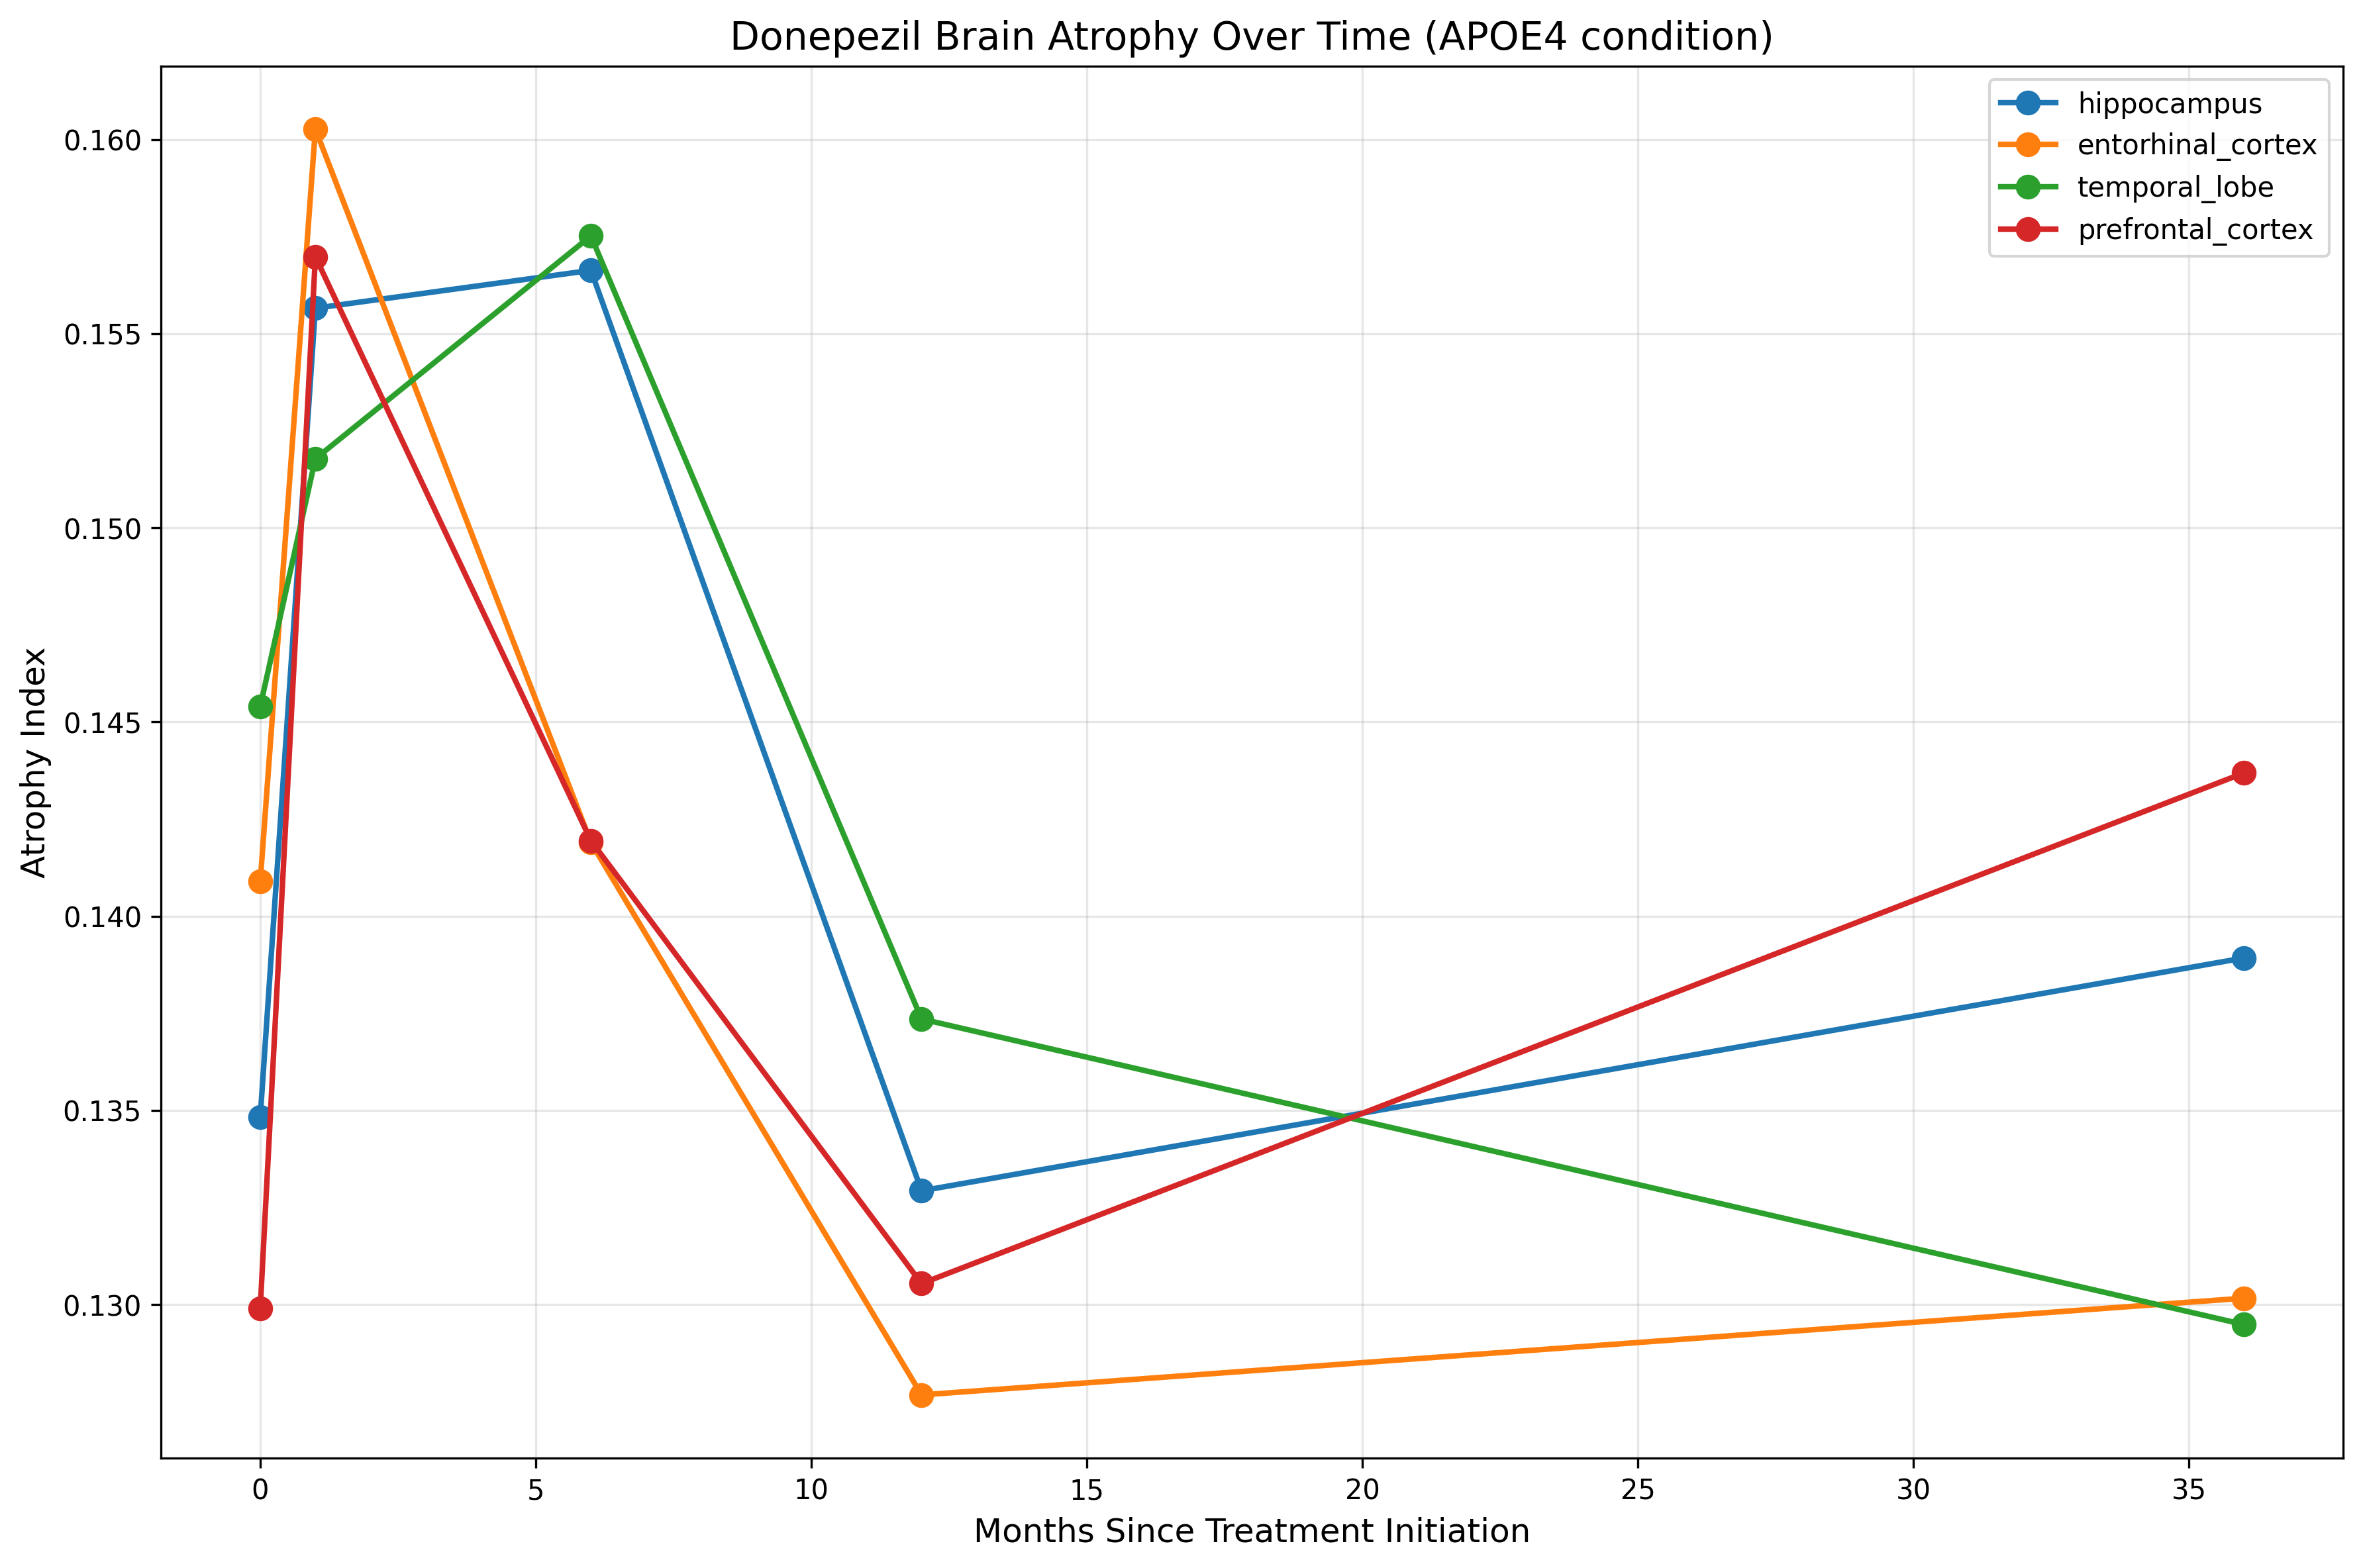 Donepezil Brain Atrophy Over Time (APOE4 condition)
hippocampus
entorhinal_cortex
temporal_lobe
prefrontal_cortex
Atrophy Index
0.160
0.155
0.150
0.145
0.140
0.135
0.130
0 5 10 15 20 25 30 35
Months Since Treatment Initiation